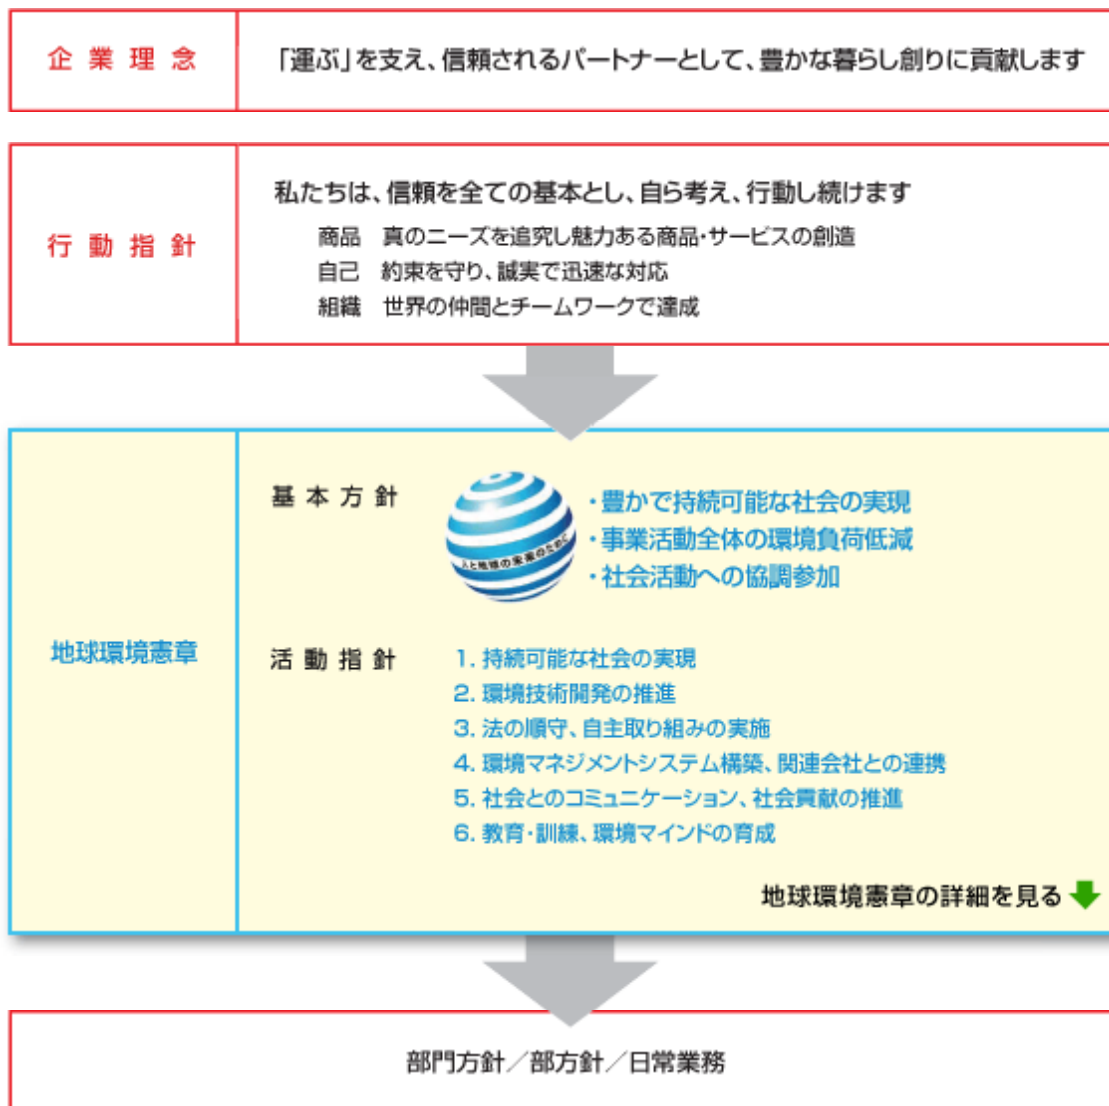 企業理念
「運ぶ」を支え、信頼されるパートナーとして、豊かな暮らし創りに貢献します
行動指針
私たちは、信頼を全ての基本とし、自ら考え、行動し続けます
商品 真のニーズを追究し魅力ある商品・サービスの創造
自己 約束を守り、誠実で迅速な対応
組織 世界の仲間とチームワークで達成
地球環境憲章
基本方針
人と地球の未来のために
・豊かで持続可能な社会の実現
・事業活動全体の環境負荷低減
・社会活動への協調参加
活動指針
1. 持続可能な社会の実現
2. 環境技術開発の推進
3. 法の順守、自主取り組みの実施
4. 環境マネジメントシステム構築、関連会社との連携
5. 社会とのコミュニケーション、社会貢献の推進
6. 教育・訓練、環境マインドの育成
地球環境憲章の詳細を見る
部門方針／部方針／日常業務